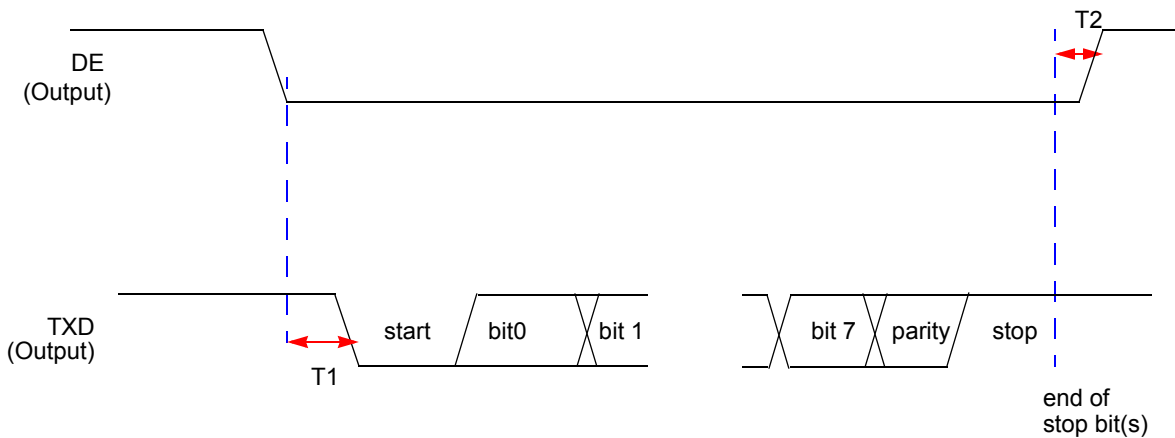 T2
DE
(Output)
TXD
(Output)
start
bit0
bit 1
bit 7
parity
stop
T1
end of
stop bit(s)